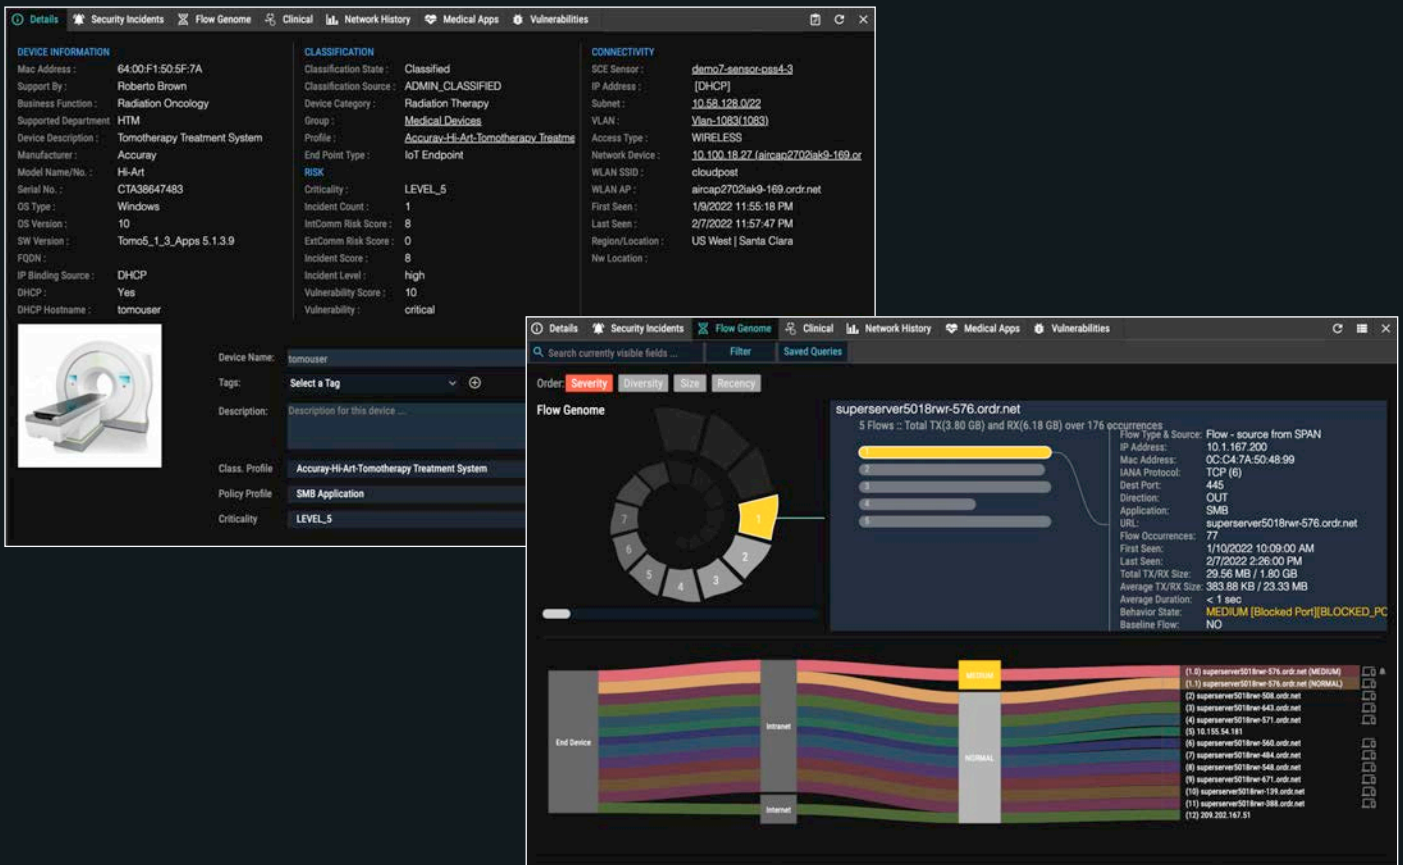 Details Security Incidents Flow Genome Clinical Network History Medical Apps Vulnerabilities
DEVICE INFORMATION
Mac Address : 64:00:F1:50:5F:7A
Support By : Roberto Brown
Business Function : Radiation Oncology
Supported Department HTM
Device Description : Tomotherapy Treatment System
Manufacturer : Accuray
Model Name/No. : Hi-Art
Serial No. : CTA38647483
OS Type : Windows
OS Version : 10
SW Version : Tomo5_1_3_Apps 5.1.3.9
FQDN :
IP Binding Source : DHCP
DHCP : Yes
DHCP Hostname : tomouser
CLASSIFICATION
Classification State : Classified
Classification Source : ADMIN_CLASSIFIED
Device Category : Radiation Therapy
Group : Medical Devices
Profile : Accuray-Hi-Art-Tomotherapy Treatme
End Point Type : IoT Endpoint
RISK
Criticality : LEVEL_5
Incident Count : 1
IntComm Risk Score : 8
ExtComm Risk Score : 0
Incident Score : 8
Incident Level : high
Vulnerability Score : 10
Vulnerability : critical
CONNECTIVITY
SCE Sensor : demo7-sensor-pss4-3
IP Address : [DHCP]
Subnet : 10.58.128.0/22
VLAN : Vlan-1083(1083)
Access Type : WIRELESS
Network Device : 10.100.18.27 (aircap2702iak9-169.or
WLAN SSID : cloudpost
WLAN AP : aircap2702iak9-169.ordr.net
First Seen : 1/9/2022 11:55:18 PM
Last Seen : 2/7/2022 11:57:47 PM
Region/Location : US West | Santa Clara
Nw Location :
Device Name: tomouser
Tags: Select a Tag
Description: Description for this device ...
Class. Profile Accuray-Hi-Art-Tomotherapy Treatment System
Policy Profile SMB Application
Criticality LEVEL_5
Details Security Incidents Flow Genome Clinical Network History Medical Apps Vulnerabilities
Search currently visible fields ... Filter Saved Queries
Order: Severity Diversity Size Recency
Flow Genome
1
2
3
4
5
6
7
superserver5018rwr-576.ordr.net
5 Flows :: Total TX(3.80 GB) and RX(6.18 GB) over 176 occurrences
1
2
3
4
5
Flow Type & Source: Flow - source from SPAN
IP Address: 10.1.167.200
Mac Address: 0C:C4:7A:50:48:99
IANA Protocol: TCP (6)
Dest Port: 445
Direction: OUT
Application: SMB
URL: superserver5018rwr-576.ordr.net
Flow Occurrences: 77
First Seen: 1/10/2022 10:09:00 AM
Last Seen: 2/7/2022 2:26:00 PM
Total TX/RX Size: 29.56 MB / 1.80 GB
Average TX/RX Size: 383.88 KB / 23.33 MB
Average Duration: < 1 sec
Behavior State: MEDIUM [Blocked Port][BLOCKED_PC
Baseline Flow: NO
End Device
Intranet
Internet
MEDIUM
NORMAL
(1.0) superserver5018rwr-576.ordr.net (MEDIUM)
(1.1) superserver5018rwr-576.ordr.net (NORMAL)
(2) superserver5018rwr-508.ordr.net
(3) superserver5018rwr-643.ordr.net
(4) superserver5018rwr-571.ordr.net
(5) 10.155.54.181
(6) superserver5018rwr-560.ordr.net
(7) superserver5018rwr-484.ordr.net
(8) superserver5018rwr-548.ordr.net
(9) superserver5018rwr-671.ordr.net
(10) superserver5018rwr-139.ordr.net
(11) superserver5018rwr-388.ordr.net
(12) 209.202.167.51